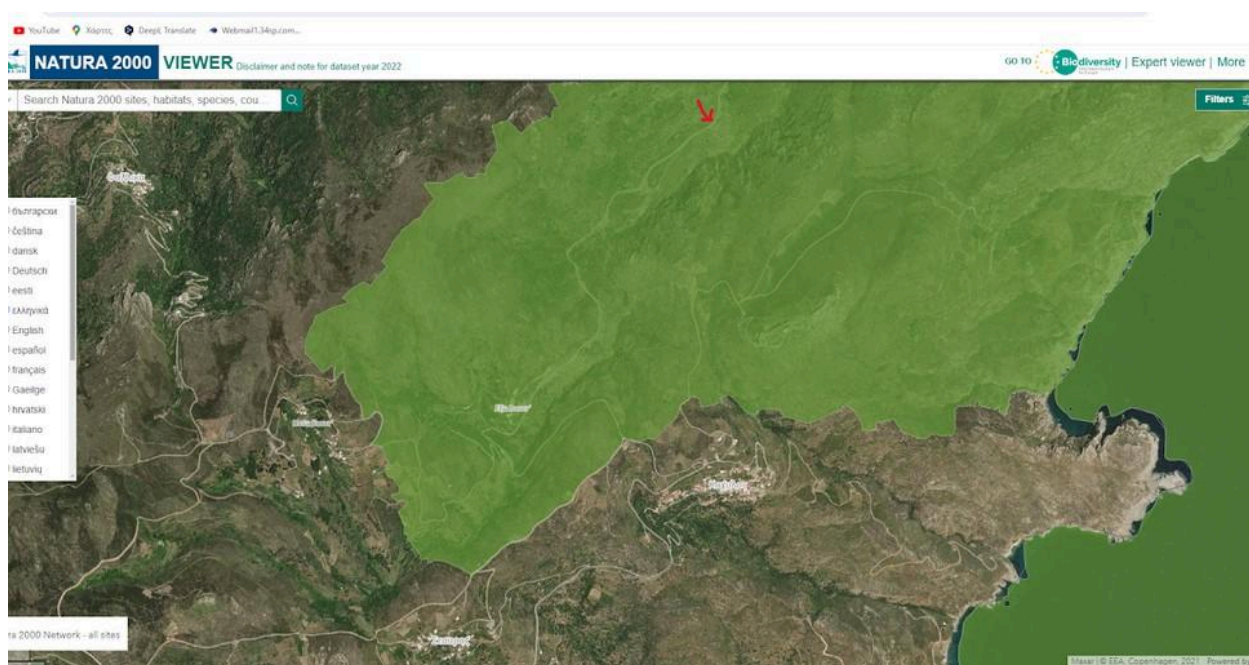 YouTube Χάρτες DeepL Translate Webmail1.34sp.com...
NATURA 2000 VIEWER Disclaimer and note for dataset year 2022
GO TO Biodiversity | Expert viewer | More
Search Natura 2000 sites, habitats, species, cou...
Filters
български
čeština
dansk
Deutsch
eesti
ελληνικά
English
español
français
Gaeilge
hrvatski
italiano
latviešu
lietuvių
ra 2000 Network - all sites
Maxar | © EEA, Copenhagen, 2021 Powered